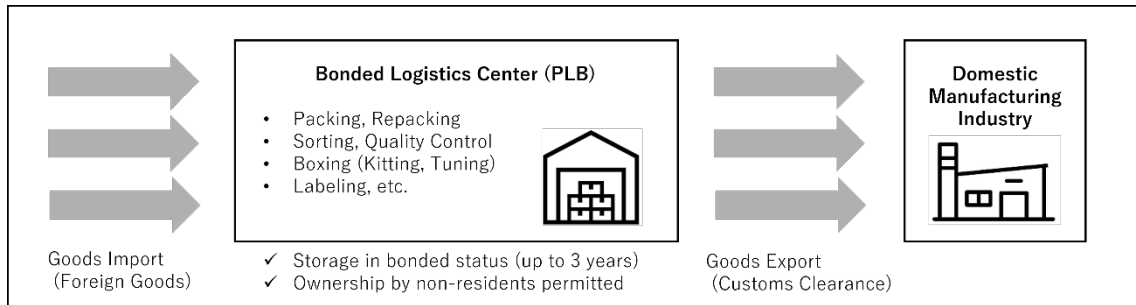 Bonded Logistics Center (PLB)
• Packing, Repacking
• Sorting, Quality Control
• Boxing (Kitting, Tuning)
• Labeling, etc.
Domestic
Manufacturing
Industry
Goods Import
(Foreign Goods)
✓ Storage in bonded status (up to 3 years)
✓ Ownership by non-residents permitted
Goods Export
(Customs Clearance)